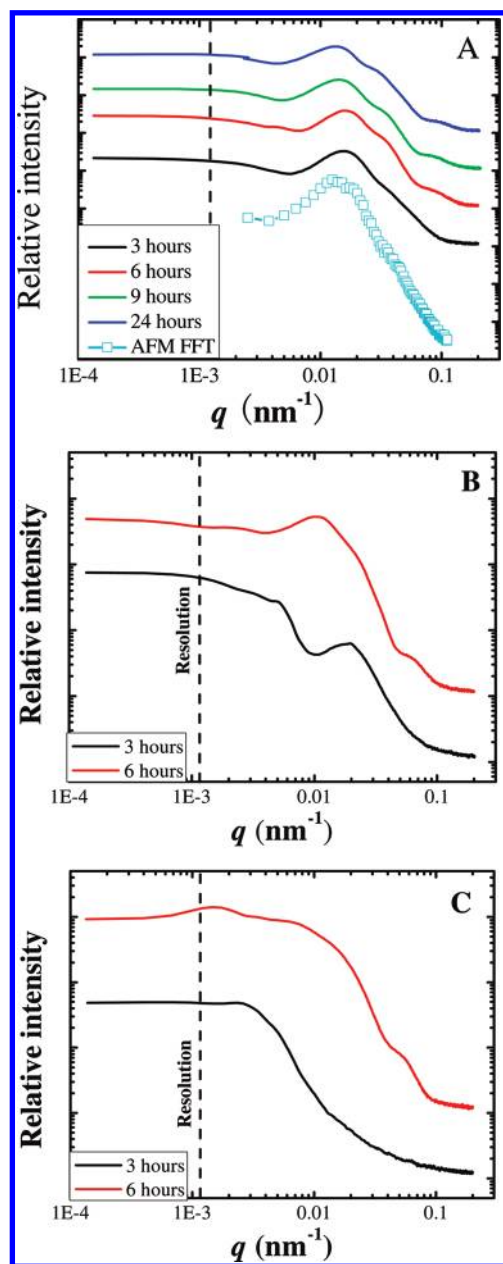 A
Relative intensity
3 hours
6 hours
9 hours
24 hours
AFM FFT
1E-4 1E-3 0.01 0.1
q (nm⁻¹)
B
Relative intensity
Resolution
3 hours
6 hours
1E-4 1E-3 0.01 0.1
q (nm⁻¹)
C
Relative intensity
Resolution
3 hours
6 hours
1E-4 1E-3 0.01 0.1
q (nm⁻¹)